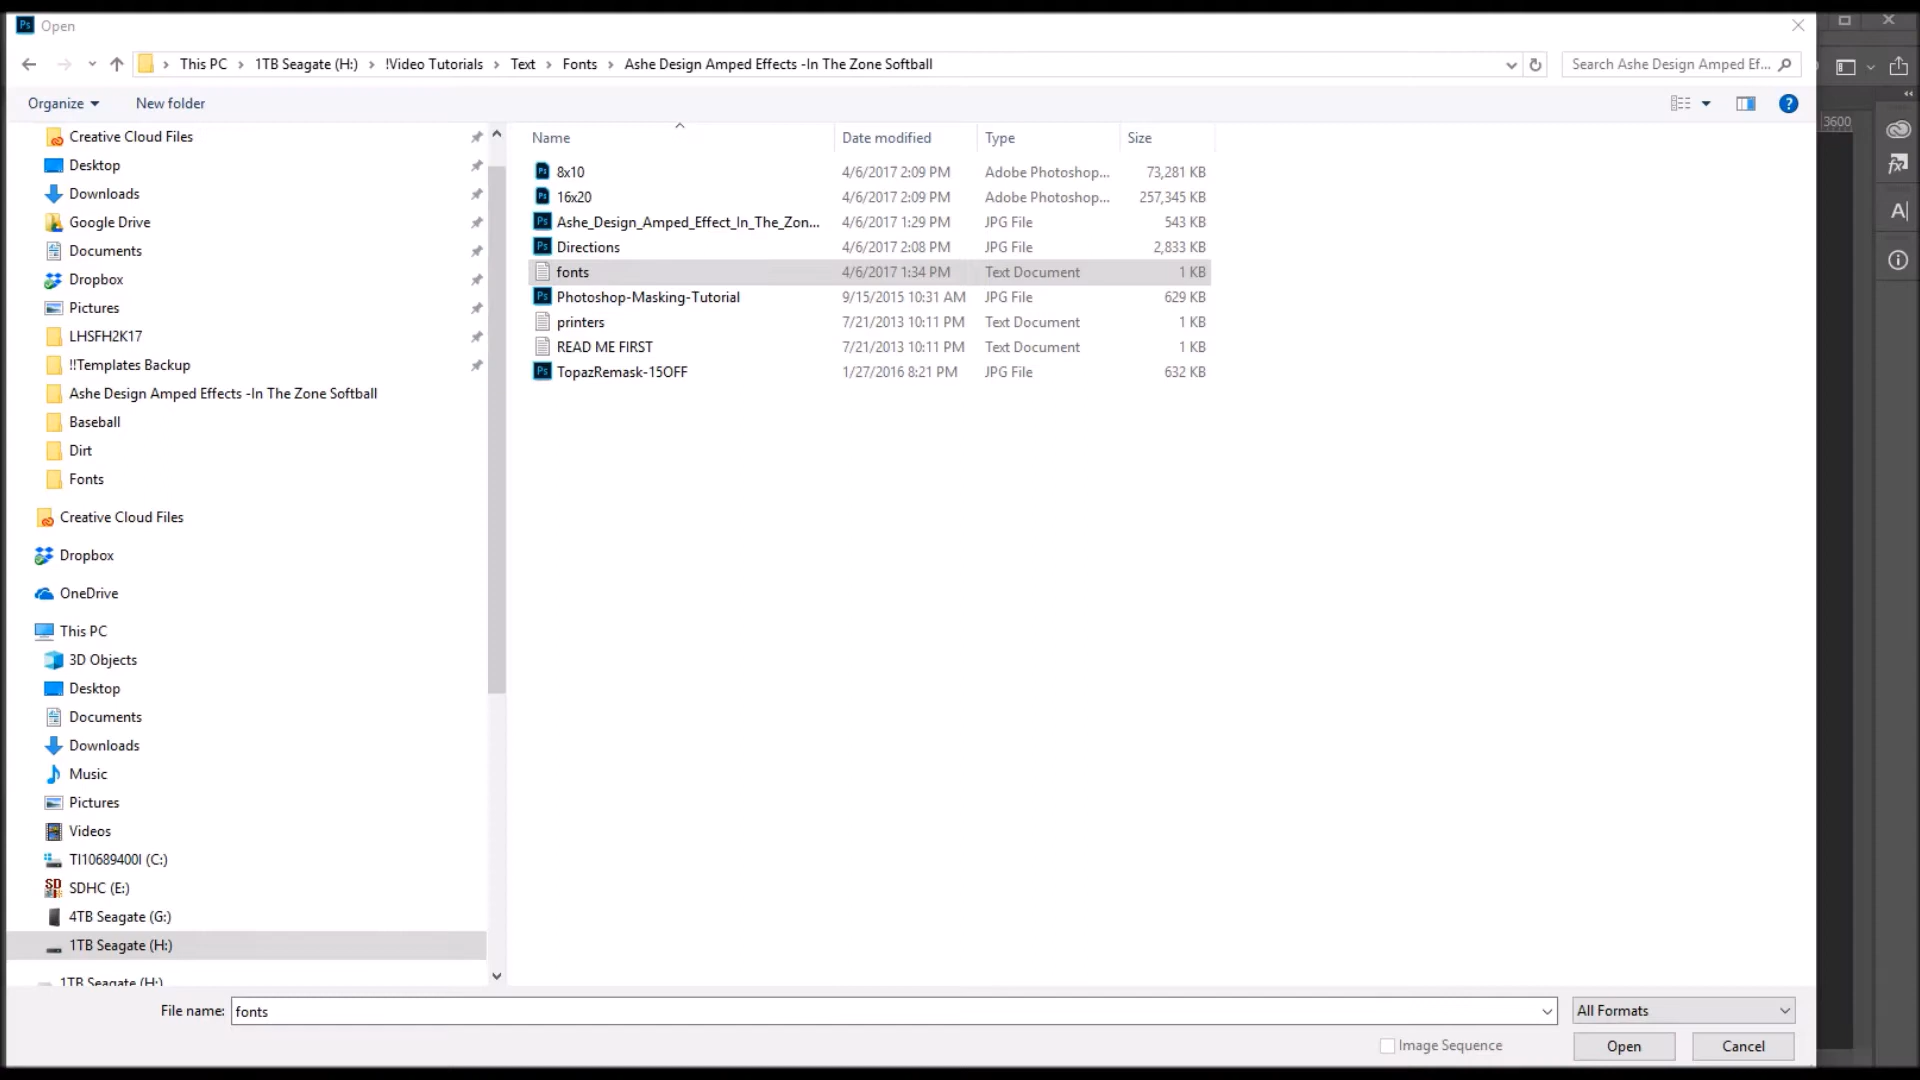 Ps Open
This PC > 1TB Seagate (H:) > !Video Tutorials > Text > Fonts > Ashe Design Amped Effects -In The Zone Softball
Search Ashe Design Amped Ef...
Organize New folder
?
3600
Creative Cloud Files
Desktop
Downloads
Google Drive
Documents
Dropbox
Pictures
LHSFH2K17
!!Templates Backup
Ashe Design Amped Effects -In The Zone Softball
Baseball
Dirt
Fonts
Creative Cloud Files
Dropbox
OneDrive
This PC
3D Objects
Desktop
Documents
Downloads
Music
Pictures
Videos
TI10689400I (C:)
SDHC (E:)
4TB Seagate (G:)
1TB Seagate (H:)
1TB Seagate (H:)
Name Date modified Type Size
8x10 4/6/2017 2:09 PM Adobe Photoshop... 73,281 KB
16x20 4/6/2017 2:09 PM Adobe Photoshop... 257,345 KB
Ashe_Design_Amped_Effect_In_The_Zon... 4/6/2017 1:29 PM JPG File 543 KB
Directions 4/6/2017 2:08 PM JPG File 2,833 KB
fonts 4/6/2017 1:34 PM Text Document 1 KB
Photoshop-Masking-Tutorial 9/15/2015 10:31 AM JPG File 629 KB
printers 7/21/2013 10:11 PM Text Document 1 KB
READ ME FIRST 7/21/2013 10:11 PM Text Document 1 KB
TopazRemask-15OFF 1/27/2016 8:21 PM JPG File 632 KB
File name: fonts
All Formats
Image Sequence
Open Cancel